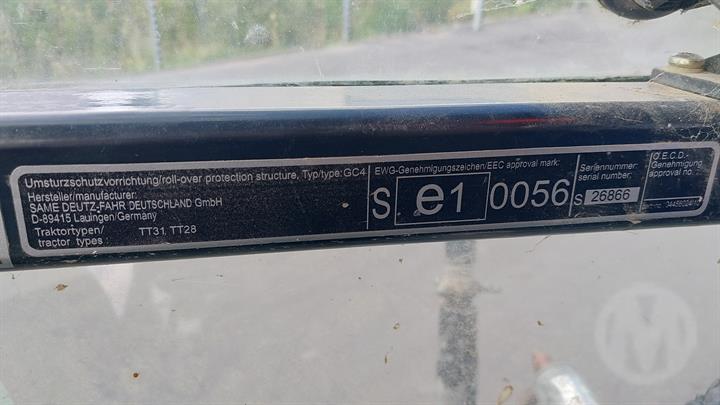 Umsturzschutzvorrichtung/roll-over protection structure, Typ/type: GC4
Hersteller/manufacturer:
SAME DEUTZ-FAHR DEUTSCHLAND GmbH
D-89415 Lauingen/Germany
Traktortypen/
tractor types : TT31, TT28
EWG-Genehmigungszeichen/EEC approval mark:
S e1 0056 S
Seriennummer:
serial number:
26866
O.E.C.D.-
Genehmigung
approval no.:
M